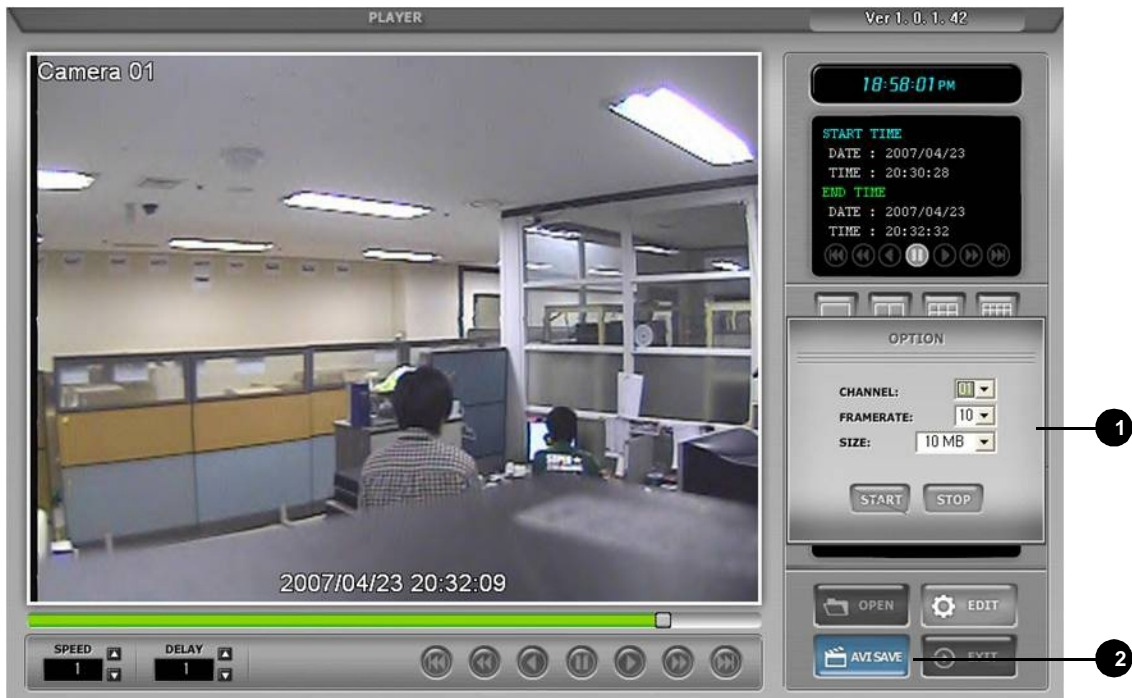 PLAYER
Ver 1. 0. 1. 42
Camera 01
18:58:01 PM
START TIME
DATE : 2007/04/23
TIME : 20:30:28
END TIME
DATE : 2007/04/23
TIME : 20:32:32
OPTION
CHANNEL: 01
FRAMERATE: 10
SIZE: 10 MB
START STOP
1
2007/04/23 20:32:09
OPEN EDIT
SPEED DELAY
1 1
AVI SAVE EXIT
2